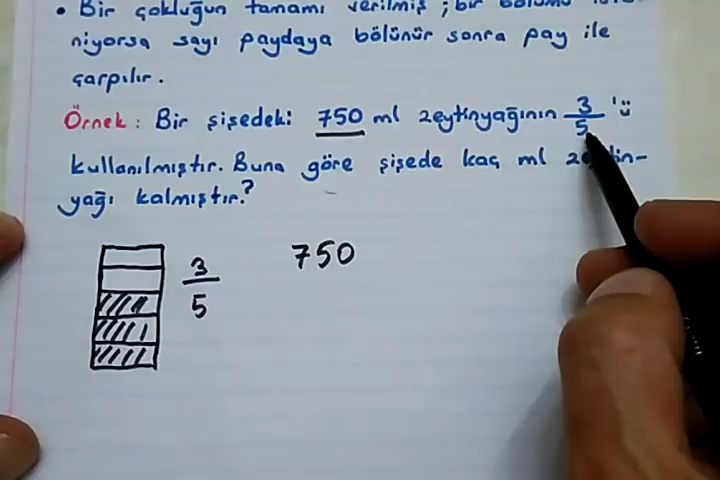 • Bir çokluğun tamamı verilmiş ; bir bölümü
niyorsa sayı paydaya bölünür sonra pay ile
çarpılır.
Örnek: Bir şişedeki 750 ml zeytinyağının 3/5 'ü
kullanılmıştır. Buna göre şişede kaç ml
yağı kalmıştır?
3/5 750